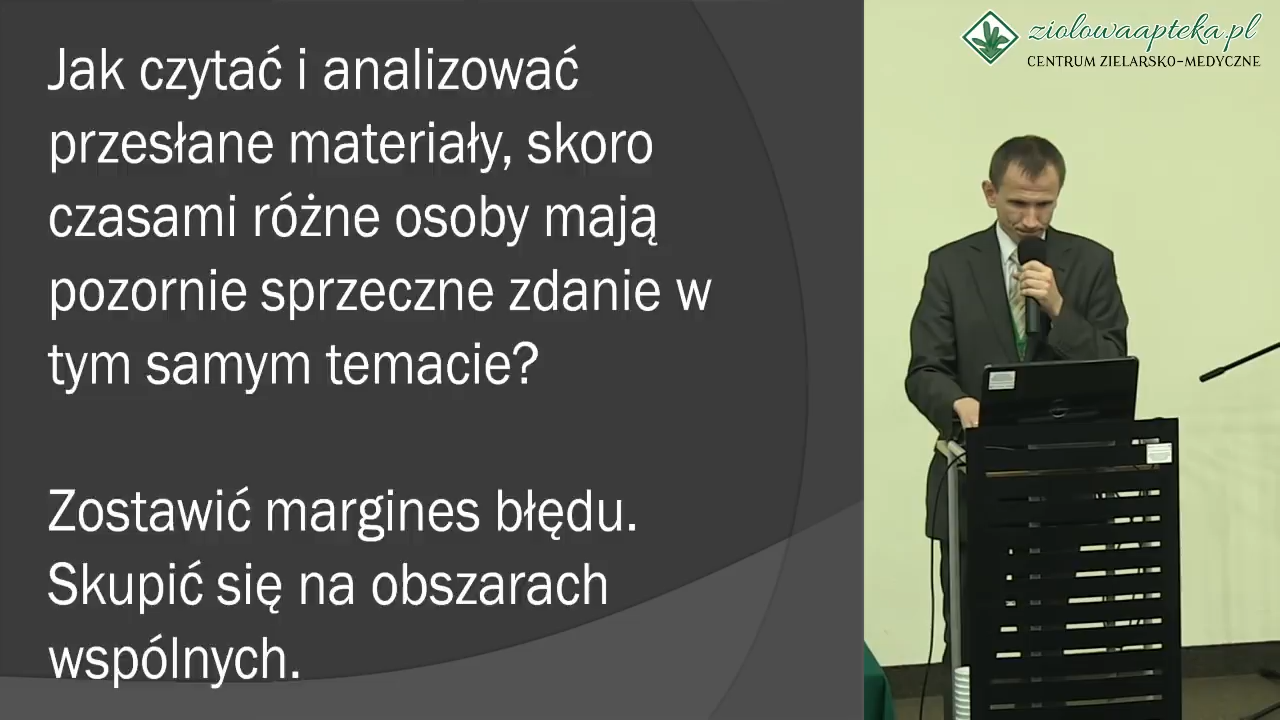 Jak czytać i analizować
przesłane materiały, skoro
czasami różne osoby mają
pozornie sprzeczne zdanie w
tym samym temacie?
Zostawić margines błędu.
Skupić się na obszarach
wspólnych.
ziolowaapteka.pl
CENTRUM ZIELARSKO-MEDYCZNE